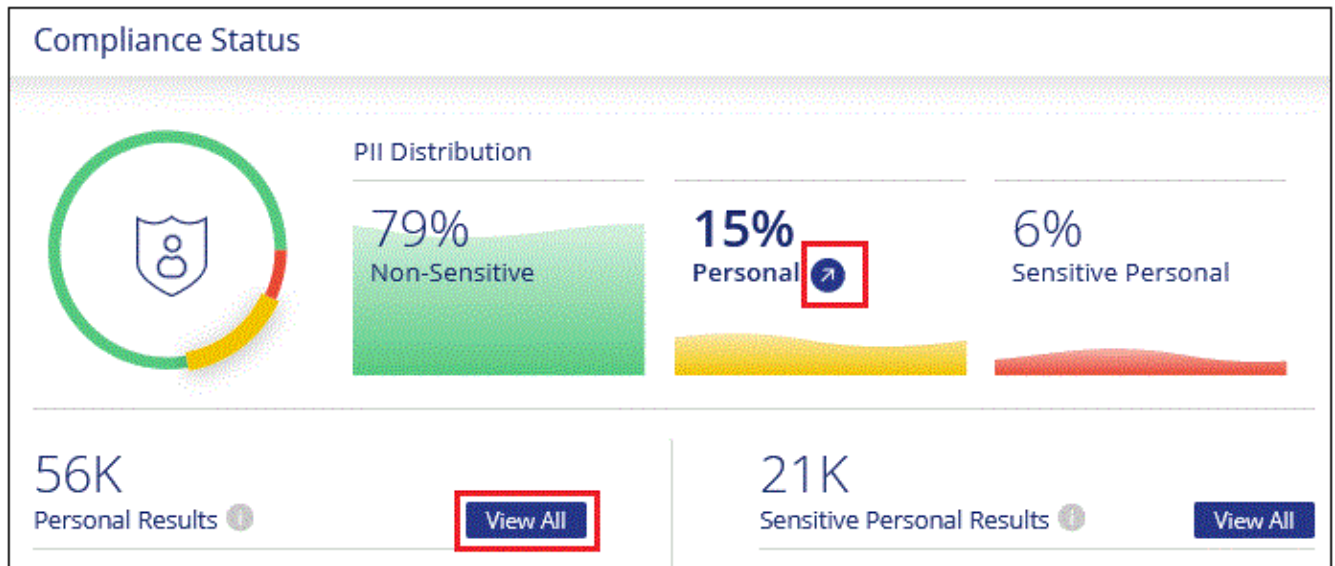 Compliance Status
PII Distribution
79%
Non-Sensitive
15%
Personal
6%
Sensitive Personal
56K
Personal Results
View All
21K
Sensitive Personal Results
View All